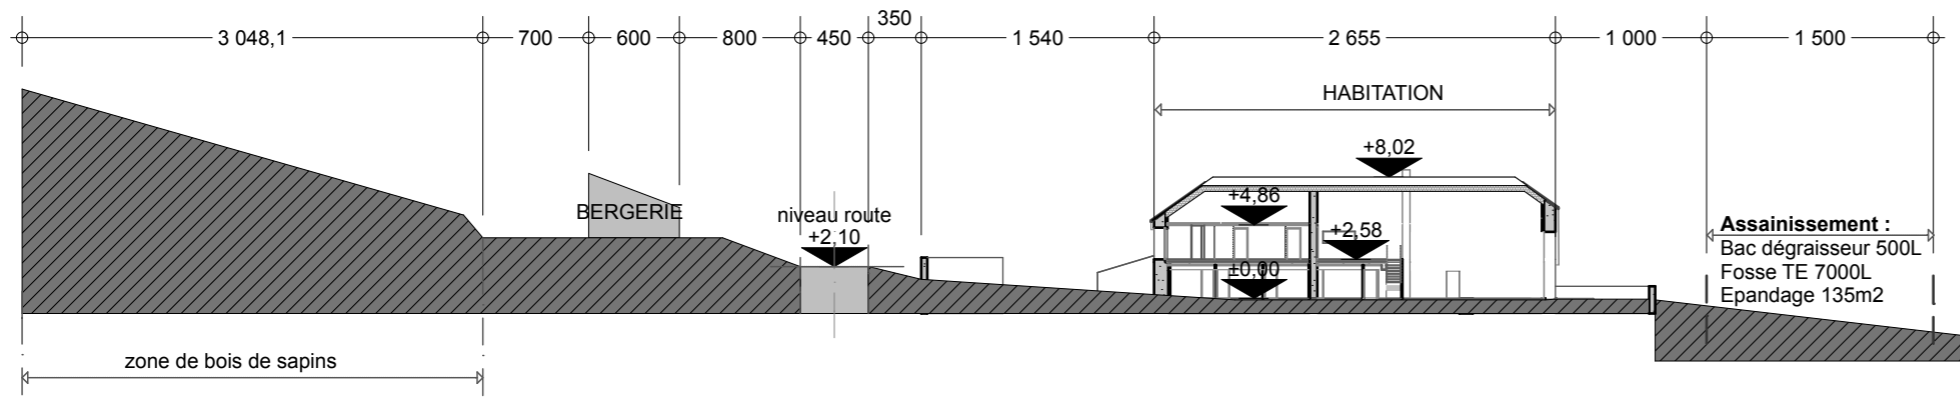 350
3 048,1
700
600
800
450
1 540
2 655
1 000
1 500
HABITATION
+8,02
+4,86
BERGERIE
niveau route
+2,10
+2,58
±0,00
Assainissement :
Bac dégraisseur 500L
Fosse TE 7000L
Epandage 135m2
zone de bois de sapins